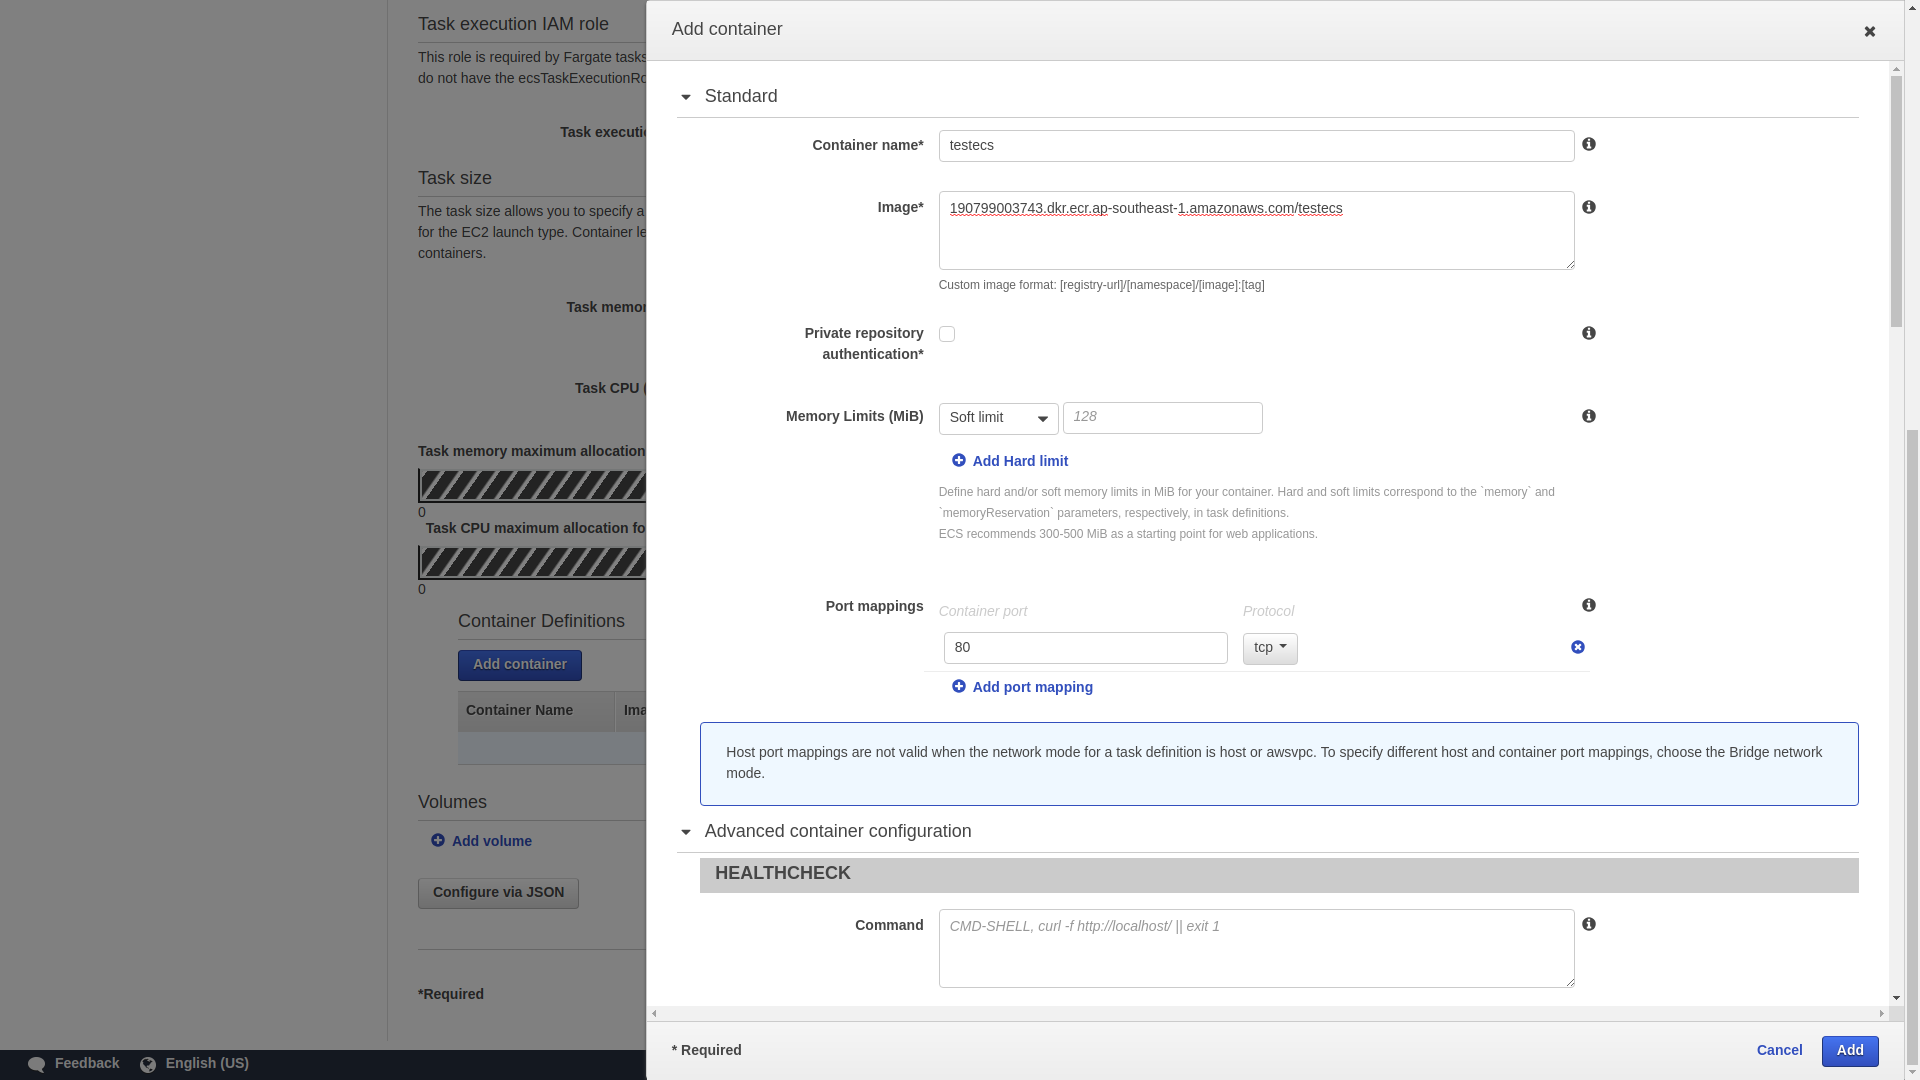 Task execution IAM role
This role is required by Fargate tasks
do not have the ecsTaskExecutionRo
Task executio
Task size
The task size allows you to specify a
for the EC2 launch type. Container le
containers.
Task memor
Task CPU (
Task memory maximum allocation
0
Task CPU maximum allocation fo
0
Container Definitions
Add container
Container Name
Ima
Volumes
Add volume
Configure via JSON
*Required
Feedback
English (US)
Add container
Standard
Container name*
testecs
Image*
190799003743.dkr.ecr.ap-southeast-1.amazonaws.com/testecs
Custom image format: [registry-url]/[namespace]/[image]:[tag]
Private repository
authentication*
Memory Limits (MiB)
Soft limit
128
Add Hard limit
Define hard and/or soft memory limits in MiB for your container. Hard and soft limits correspond to the `memory` and
`memoryReservation` parameters, respectively, in task definitions.
ECS recommends 300-500 MiB as a starting point for web applications.
Port mappings
Container port
Protocol
80
tcp
Add port mapping
Host port mappings are not valid when the network mode for a task definition is host or awsvpc. To specify different host and container port mappings, choose the Bridge network
mode.
Advanced container configuration
HEALTHCHECK
Command
CMD-SHELL, curl -f http://localhost/ || exit 1
* Required
Cancel
Add